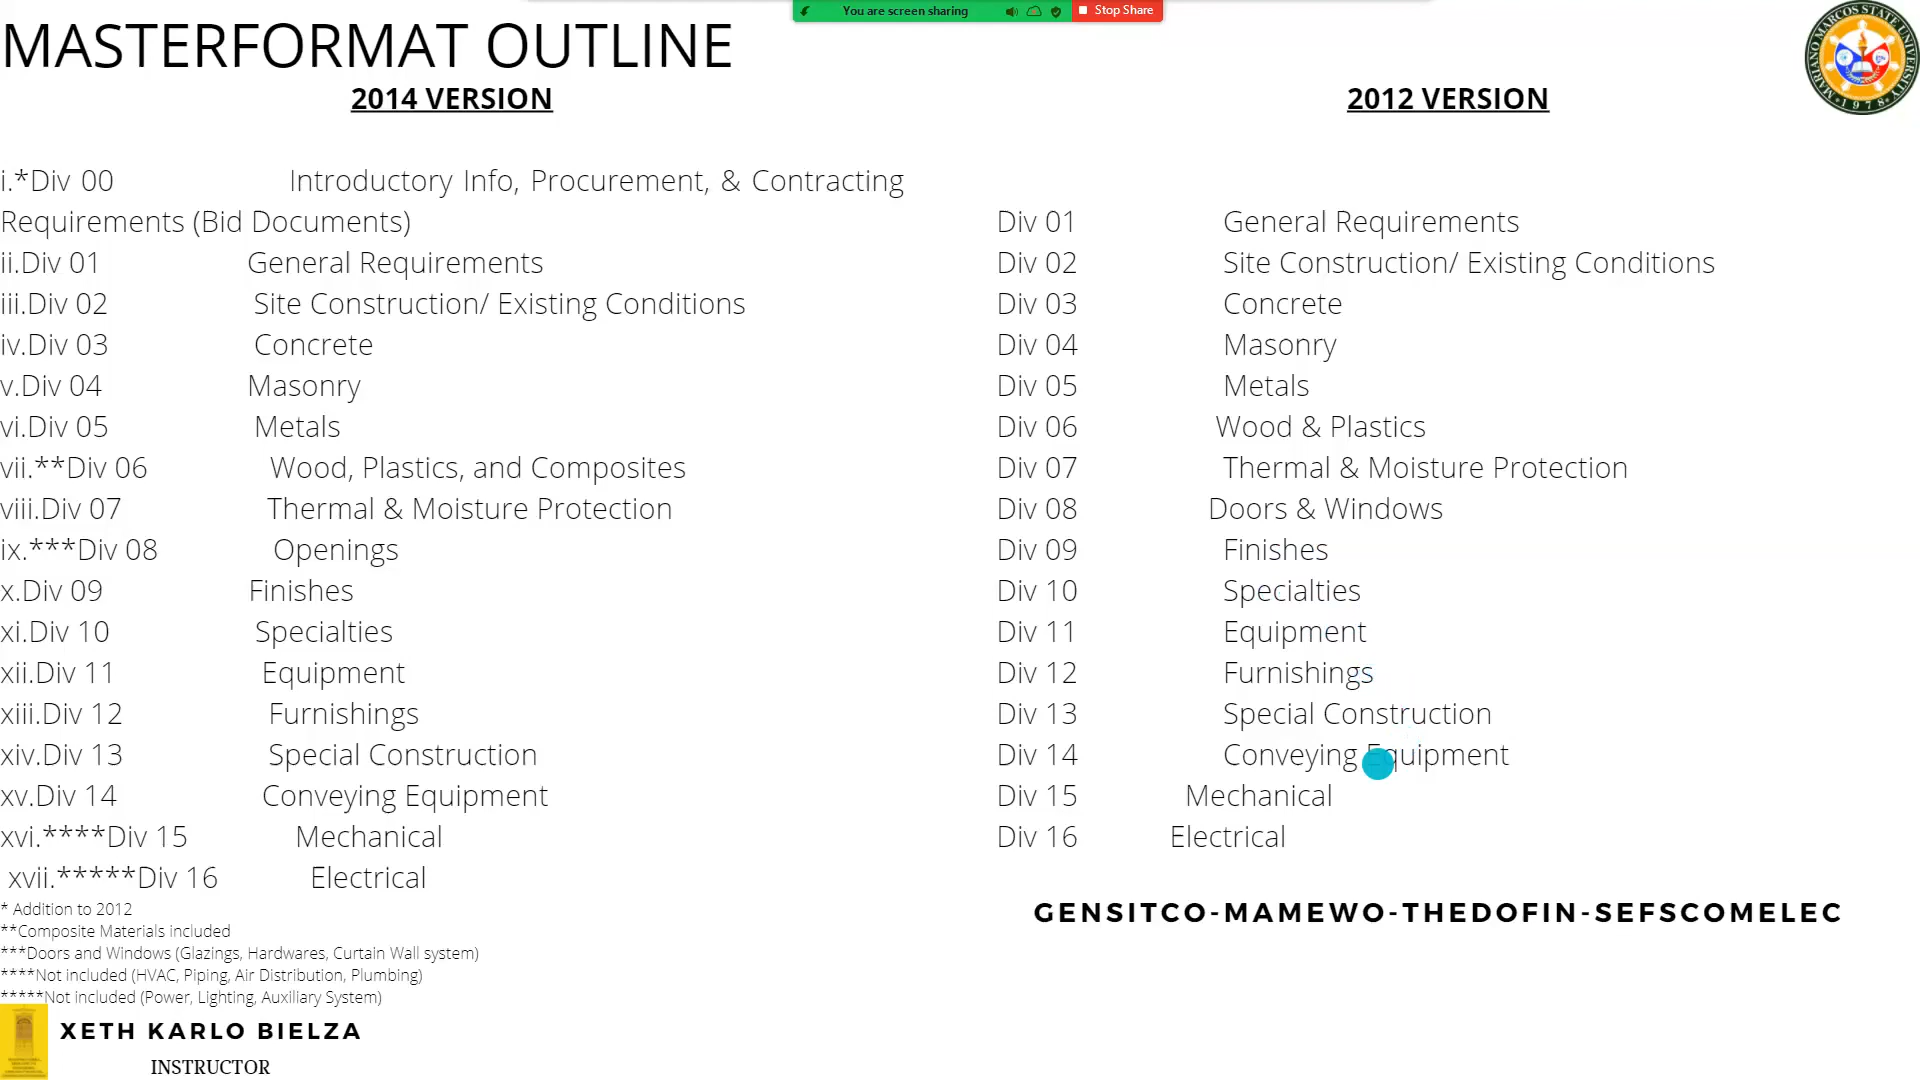 You are screen sharing
Stop Share
MASTERFORMAT OUTLINE
2014 VERSION
i.*Div 00 Introductory Info, Procurement, & Contracting
Requirements (Bid Documents)
ii.Div 01 General Requirements
iii.Div 02 Site Construction/ Existing Conditions
iv.Div 03 Concrete
v.Div 04 Masonry
vi.Div 05 Metals
vii.**Div 06 Wood, Plastics, and Composites
viii.Div 07 Thermal & Moisture Protection
ix.***Div 08 Openings
x.Div 09 Finishes
xi.Div 10 Specialties
xii.Div 11 Equipment
xiii.Div 12 Furnishings
xiv.Div 13 Special Construction
xv.Div 14 Conveying Equipment
xvi.****Div 15 Mechanical
xvii.*****Div 16 Electrical
* Addition to 2012
**Composite Materials included
***Doors and Windows (Glazings, Hardwares, Curtain Wall system)
****Not included (HVAC, Piping, Air Distribution, Plumbing)
*****Not included (Power, Lighting, Auxiliary System)
2012 VERSION
Div 01 General Requirements
Div 02 Site Construction/ Existing Conditions
Div 03 Concrete
Div 04 Masonry
Div 05 Metals
Div 06 Wood & Plastics
Div 07 Thermal & Moisture Protection
Div 08 Doors & Windows
Div 09 Finishes
Div 10 Specialties
Div 11 Equipment
Div 12 Furnishings
Div 13 Special Construction
Div 14 Conveying Equipment
Div 15 Mechanical
Div 16 Electrical
GENSITCO-MAMEWO-THEDOFIN-SEFSCOMELEC
MARIANO MARCOS STATE UNIVERSITY
1978
XETH KARLO BIELZA
INSTRUCTOR